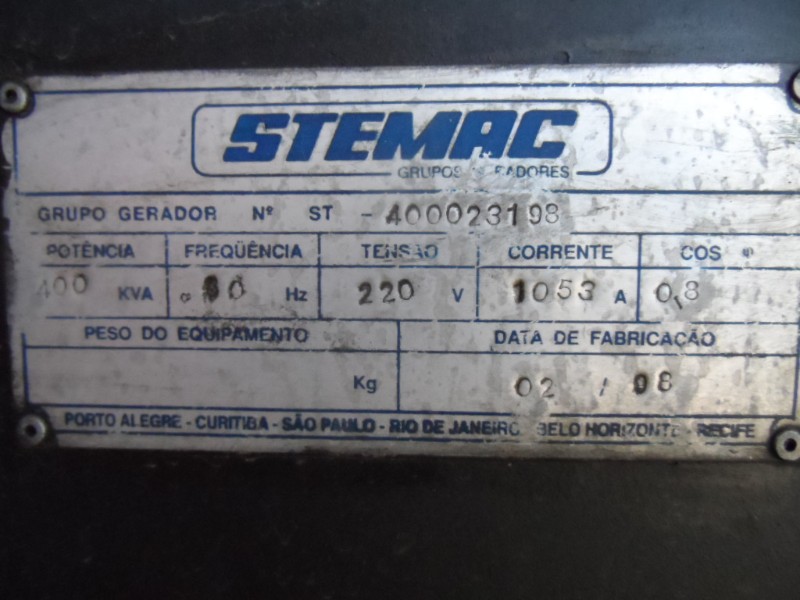 STEMAC
GRUPOS GERADORES
GRUPO GERADOR Nº ST -400023198
POTÊNCIA FREQÜÊNCIA TENSÃO CORRENTE COS φ
400 KVA 60 Hz 220 V 1053 A 0,8
PESO DO EQUIPAMENTO DATA DE FABRICAÇÃO
Kg 02 / 08
PORTO ALEGRE - CURITIBA - SÃO PAULO - RIO DE JANEIRO BELO HORIZONTE - RECIFE